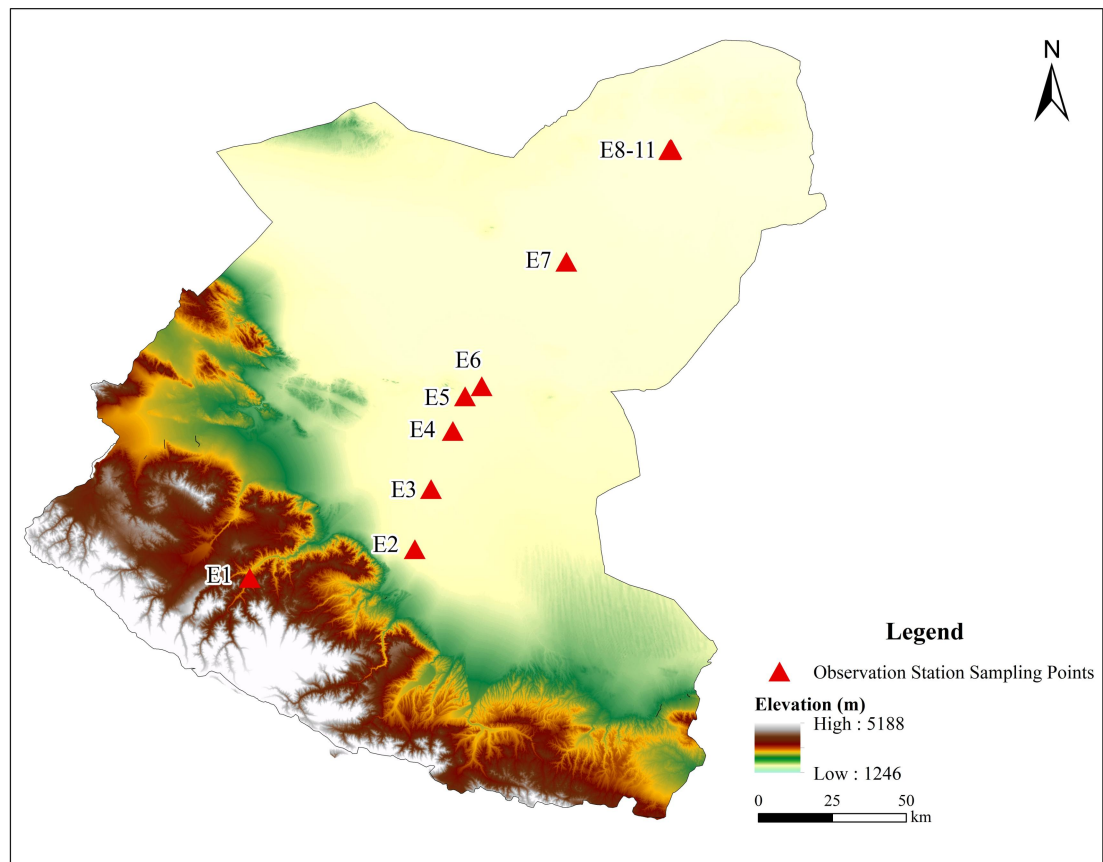 N
E8-11
E7
E6
E5
E4
E3
E2
E1
Legend
Observation Station Sampling Points
Elevation (m)
High : 5188
Low : 1246
0 25 50
km